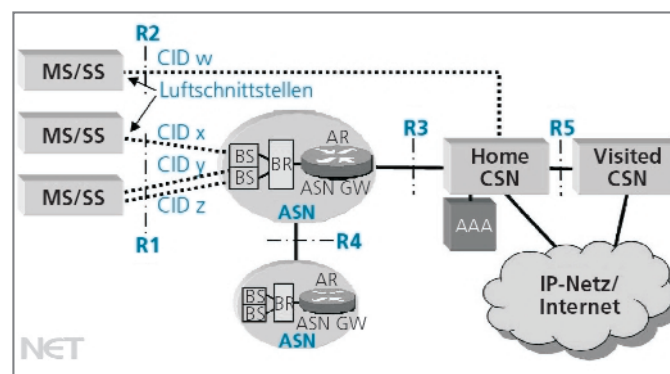 R2
MS/SS
CID w
Luftschnittstellen
MS/SS
CID x
CID y
MS/SS
CID z
R1
BS
BS
BR
AR
ASN GW
ASN
R3
Home
CSN
R5
Visited
CSN
AAA
R4
BS
BS
BR
AR
ASN GW
ASN
IP-Netz/
Internet
NET